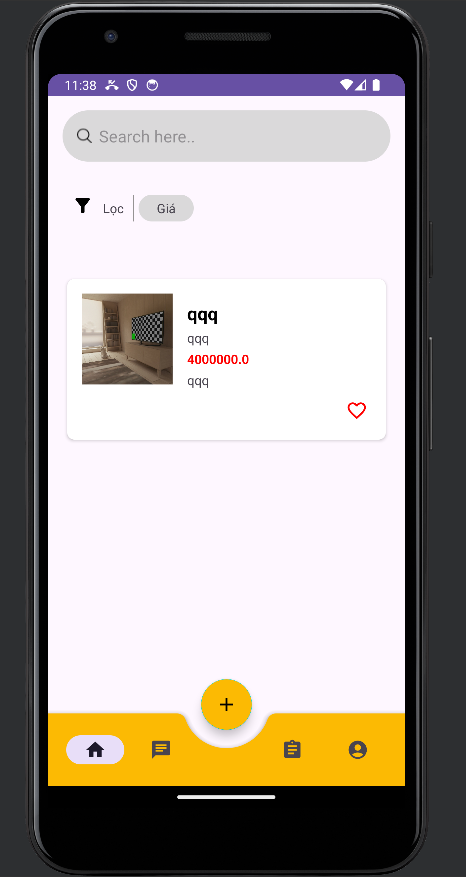 11:38
Search here..
Lọc
Giá
qqq
qqq
4000000.0
qqq